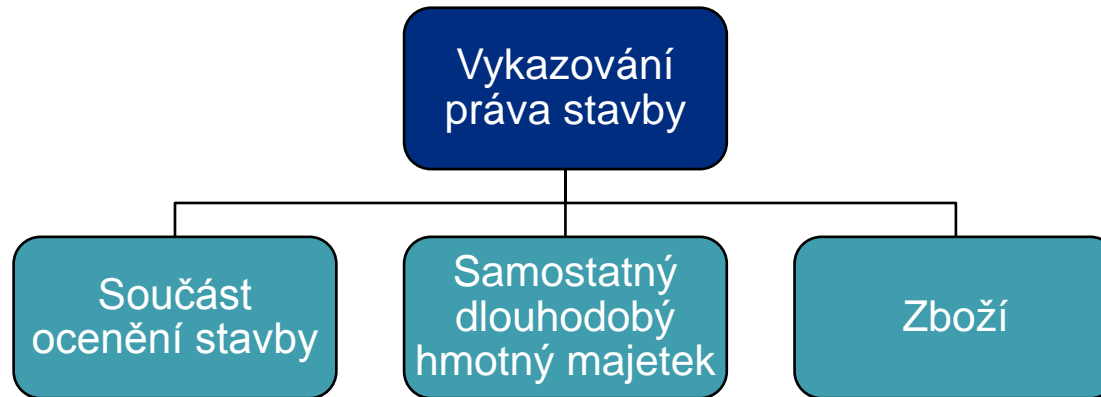 Vykazování
práva stavby
Součást
ocenění stavby
Samostatný
dlouhodobý
hmotný majetek
Zboží